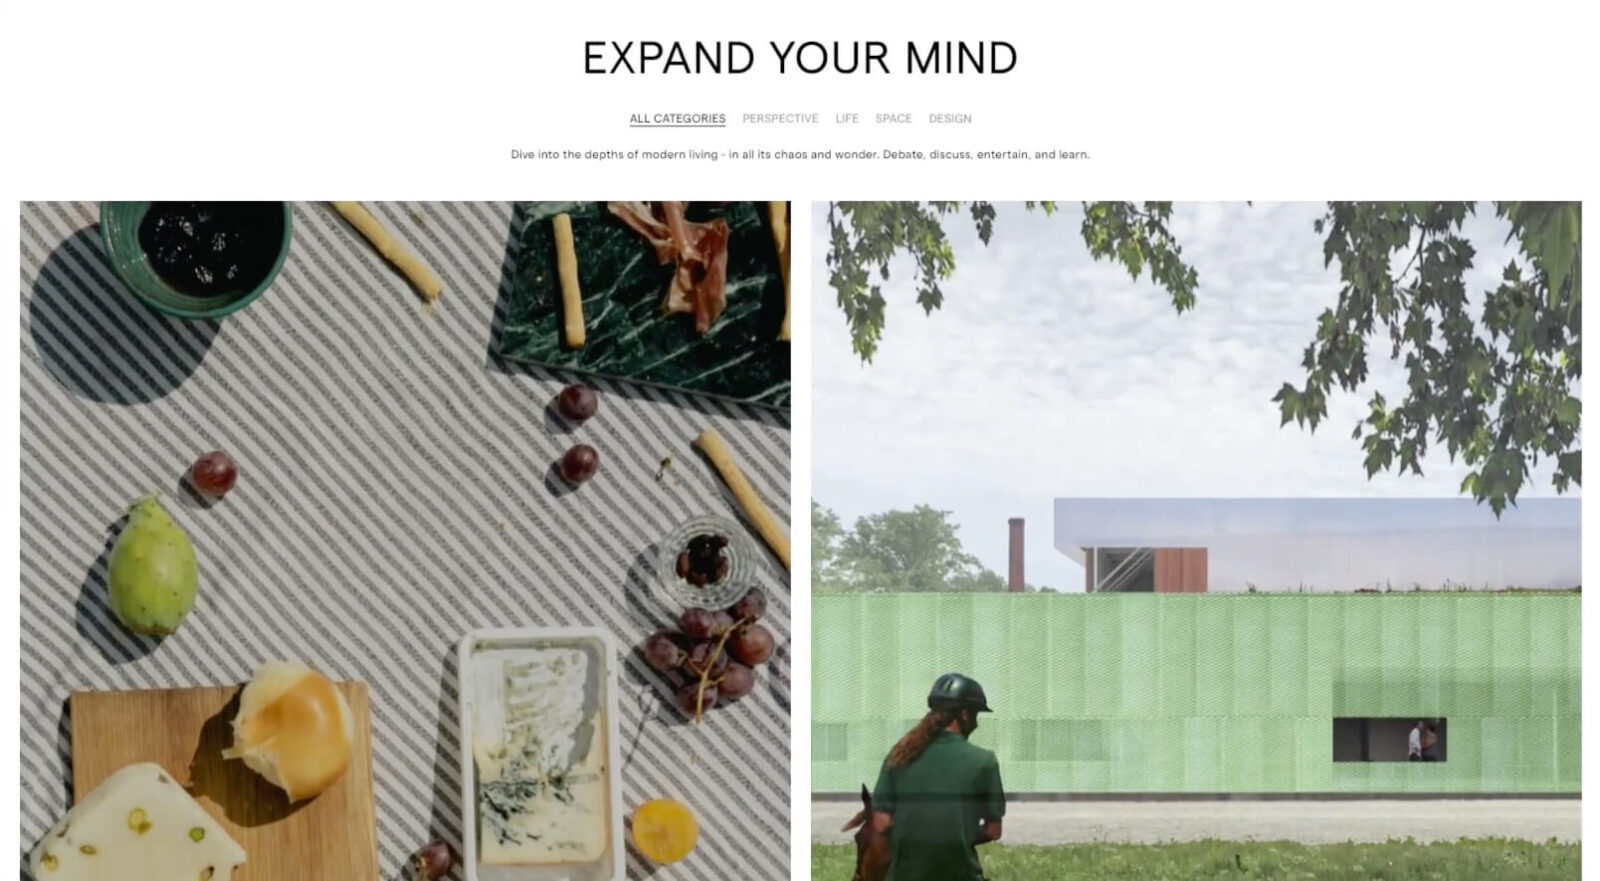 EXPAND YOUR MIND
ALL CATEGORIES PERSPECTIVE LIFE SPACE DESIGN
Dive into the depths of modern living - in all its chaos and wonder. Debate, discuss, entertain, and learn.